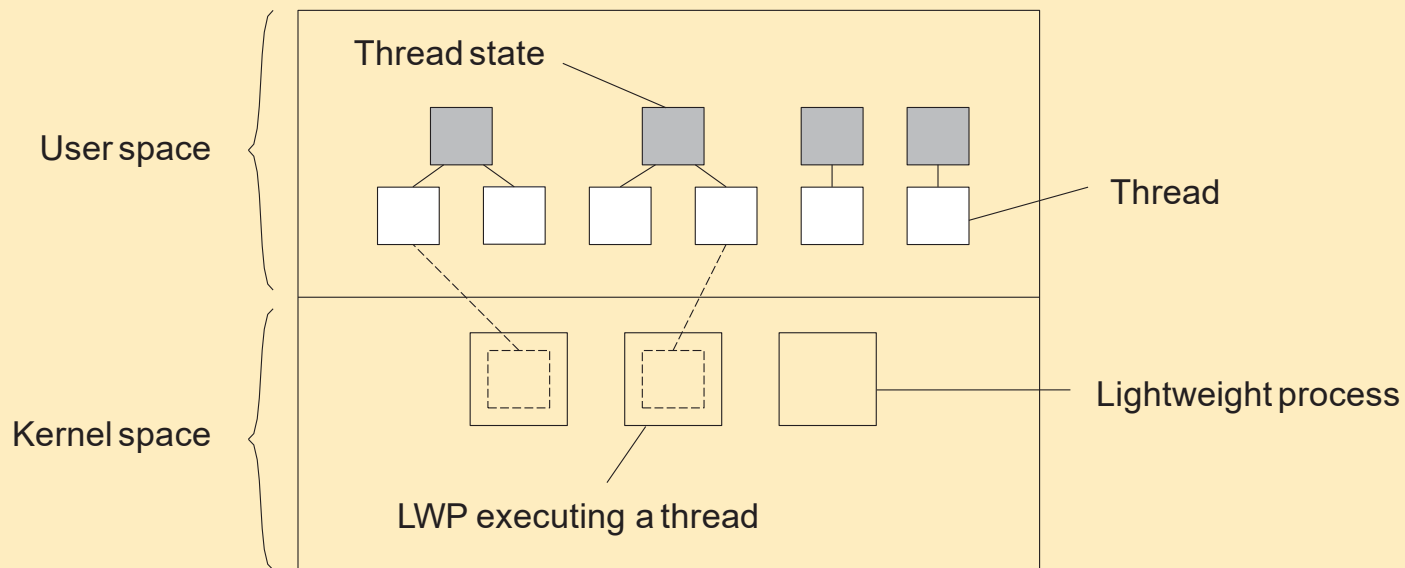 Thread state
User space
Thread
Lightweight process
Kernel space
LWP executing a thread